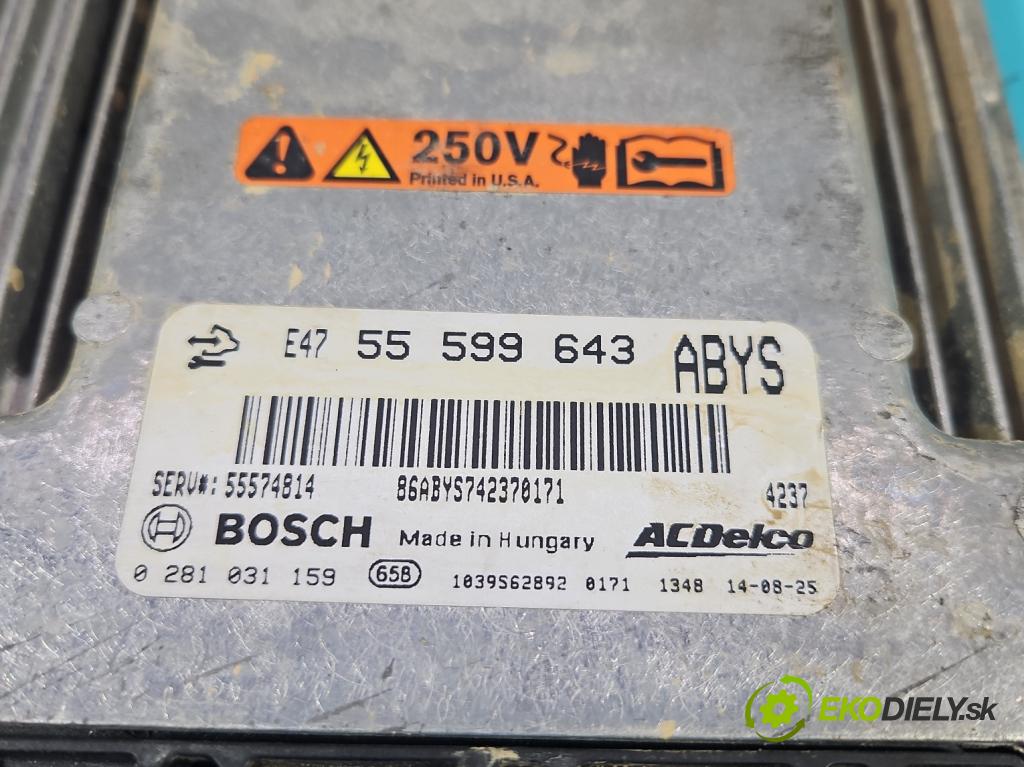 250V
Printed in U.S.A.
E47 55 599 643 ABYS
SERV#: 55574814 86ABYS742370171 4237
BOSCH Made in Hungary ACDelco
0 281 031 159 65B 1039S62892 0171 1348 14-08-25
EKODIELY.sk